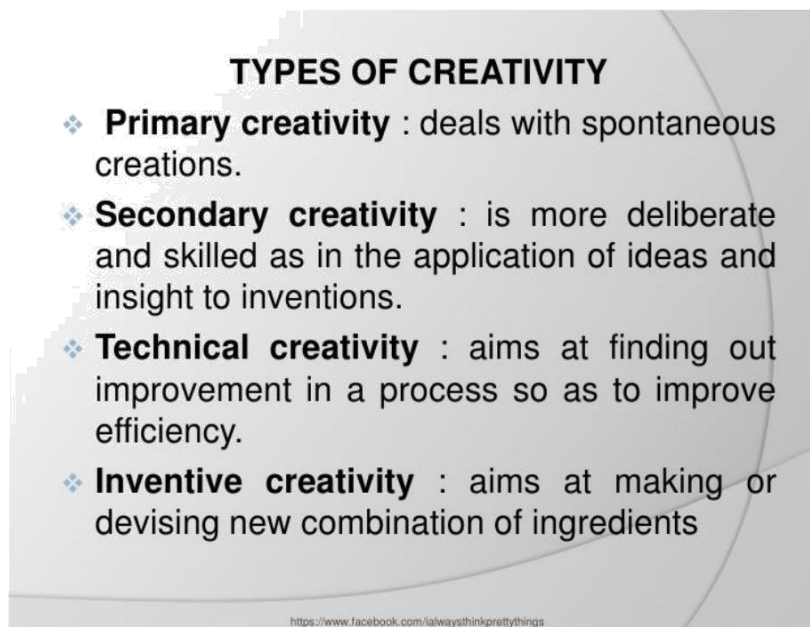 TYPES OF CREATIVITY
Primary creativity : deals with spontaneous
creations.
Secondary creativity : is more deliberate
and skilled as in the application of ideas and
insight to inventions.
Technical creativity : aims at finding out
improvement in a process so as to improve
efficiency.
Inventive creativity : aims at making or
devising new combination of ingredients
https://www.facebook.com/ialwaysthinkprettythings